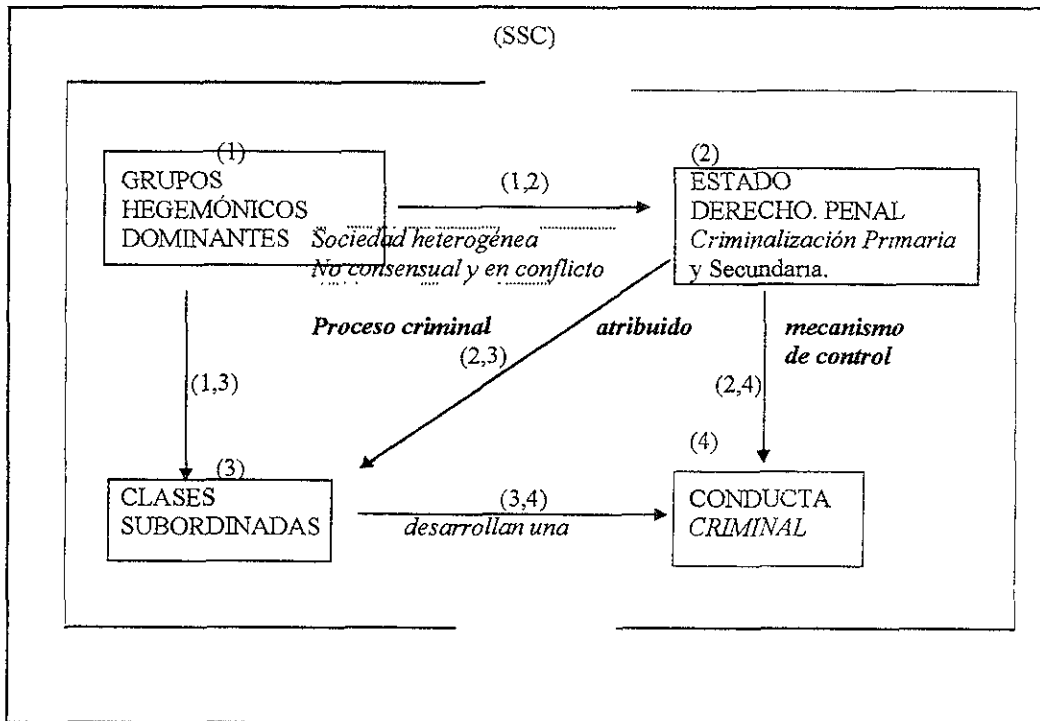 (SSC)
(1)
GRUPOS
HEGEMÓNICOS
DOMINANTES
(1,2)
Sociedad heterogénea
No consensual y en conflicto
(2)
ESTADO
DERECHO. PENAL
Criminalización Primaria
y Secundaria.
Proceso criminal atribuido
(2,3)
mecanismo
de control
(1,3)
(2,4)
(3)
CLASES
SUBORDINADAS
(3,4)
desarrollan una
(4)
CONDUCTA
CRIMINAL